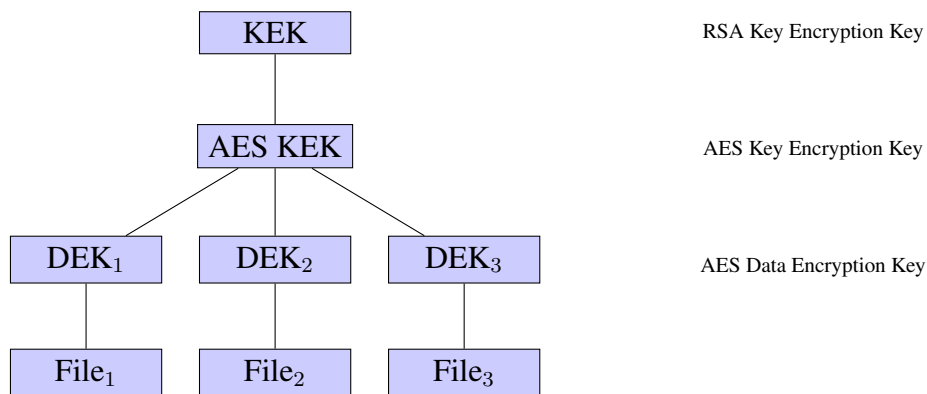 KEK
RSA Key Encryption Key
AES KEK
AES Key Encryption Key
DEK₁ DEK₂ DEK₃
AES Data Encryption Key
File₁ File₂ File₃